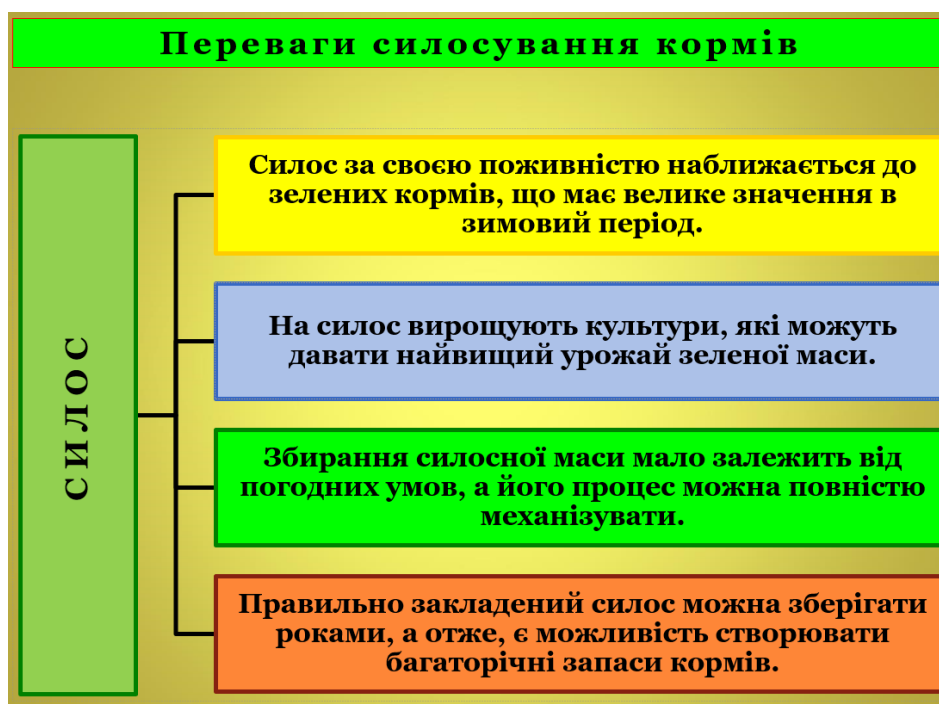 Переваги силосування кормів
СИЛОС
Силос за своєю поживністю наближається до
зелених кормів, що має велике значення в
зимовий період.
На силос вирощують культури, які можуть
давати найвищий урожай зеленої маси.
Збирання силосної маси мало залежить від
погодних умов, а його процес можна повністю
механізувати.
Правильно закладений силос можна зберігати
роками, а отже, є можливість створювати
багаторічні запаси кормів.